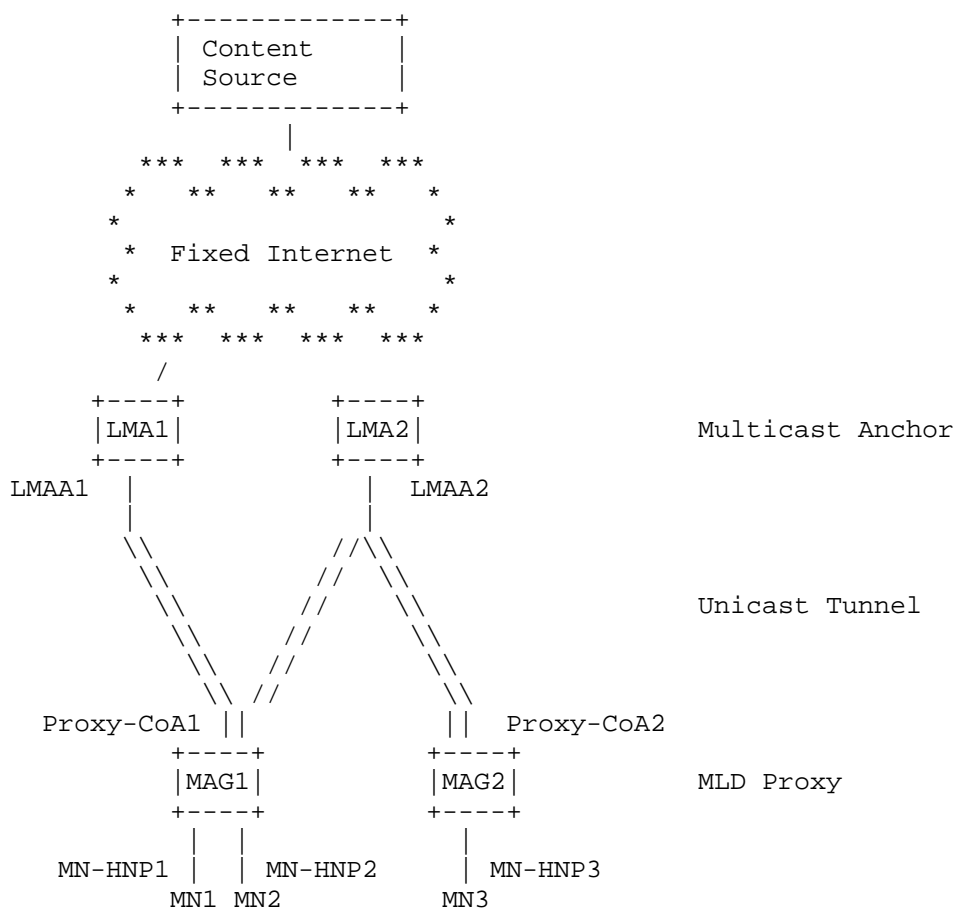 Content
Source
Fixed Internet
LMA1 LMA2 Multicast Anchor
LMAA1 LMAA2
Unicast Tunnel
Proxy-CoA1 Proxy-CoA2
MAG1 MAG2 MLD Proxy
MN-HNP1 MN-HNP2 MN-HNP3
MN1 MN2 MN3